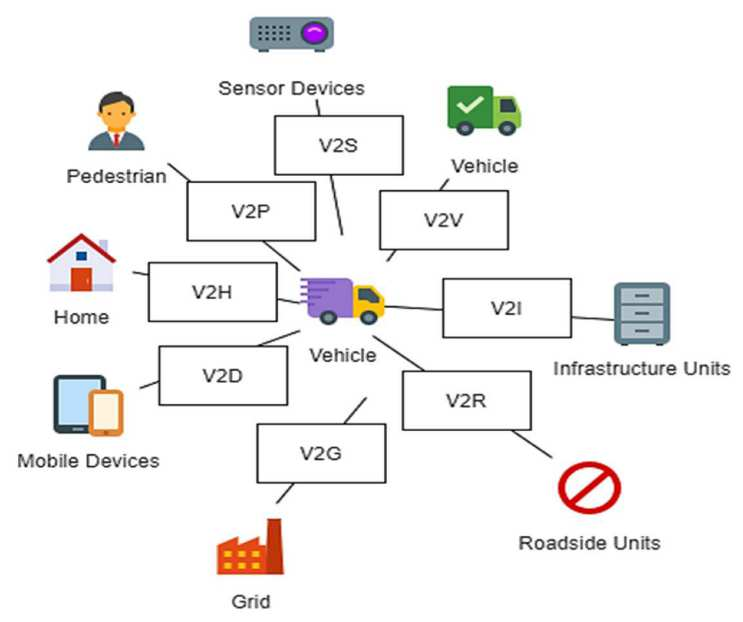 Sensor Devices
V2S
Vehicle
Pedestrian
V2P
V2V
Home
V2H
Vehicle
V2I
Infrastructure Units
Mobile Devices
V2D
V2R
V2G
Roadside Units
Grid